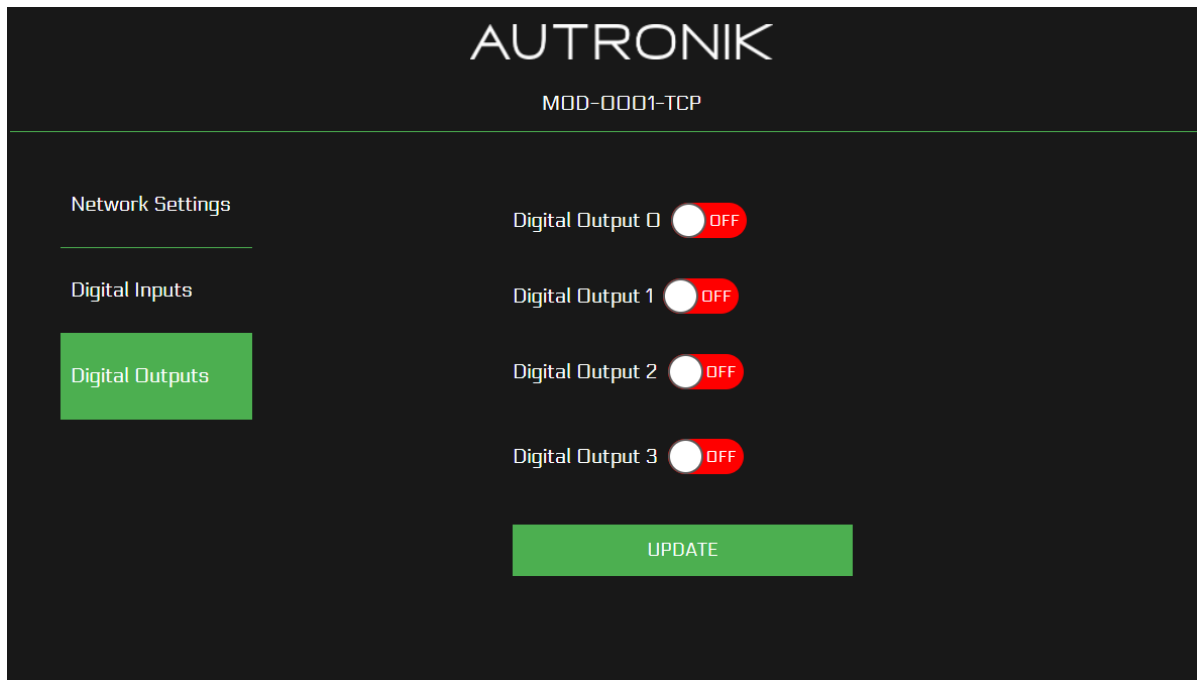 AUTRONIK
MOD-0001-TCP
Network Settings
Digital Inputs
Digital Outputs
Digital Output 0 OFF
Digital Output 1 OFF
Digital Output 2 OFF
Digital Output 3 OFF
UPDATE